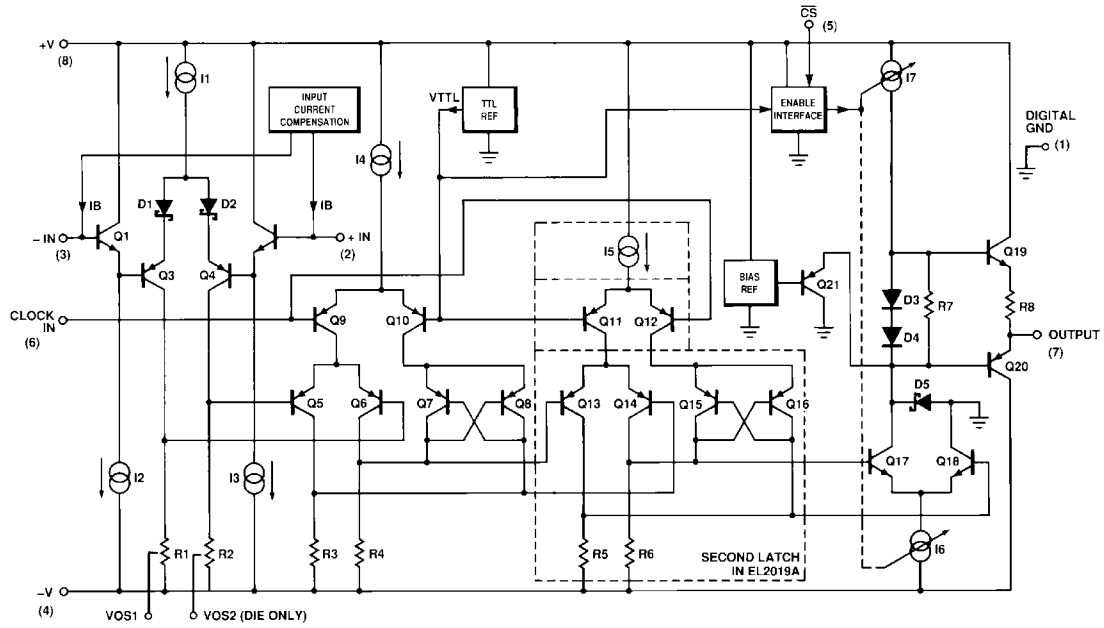 C̅S̅
(5)
+V
(8)
I1
I7
INPUT
CURRENT
COMPENSATION
VTTL
TTL
REF
ENABLE
INTERFACE
DIGITAL
GND
(1)
I4
IB
D1
D2
IB
-IN
(3)
Q1
Q3
Q4
+IN
(2)
I5
BIAS
REF
Q21
Q19
D3
R7
R8
D4
CLOCK
IN
(6)
Q9
Q10
Q11
Q12
OUTPUT
(7)
Q20
D5
Q5
Q6
Q7
Q8
Q13
Q14
Q15
Q16
Q17
Q18
I2
I3
I6
R1
R2
R3
R4
R5
R6
SECOND LATCH
IN EL2019A
-V
(4)
VOS1
VOS2 (DIE ONLY)